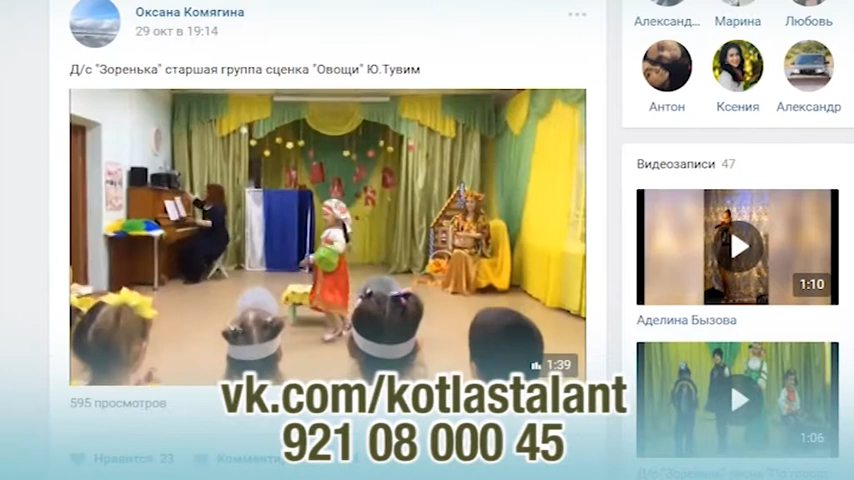 Оксана Комягина
29 окт в 19:14
Д/с "Зоренька" старшая группа сценка "Овощи" Ю.Тувим
1:39
595 просмотров
Нравится 23
vk.com/kotlastalant
921 08 000 45
Александ... Марина Любовь
Антон Ксения Александр
Видеозаписи 47
1:10
Аделина Бызова
1:06